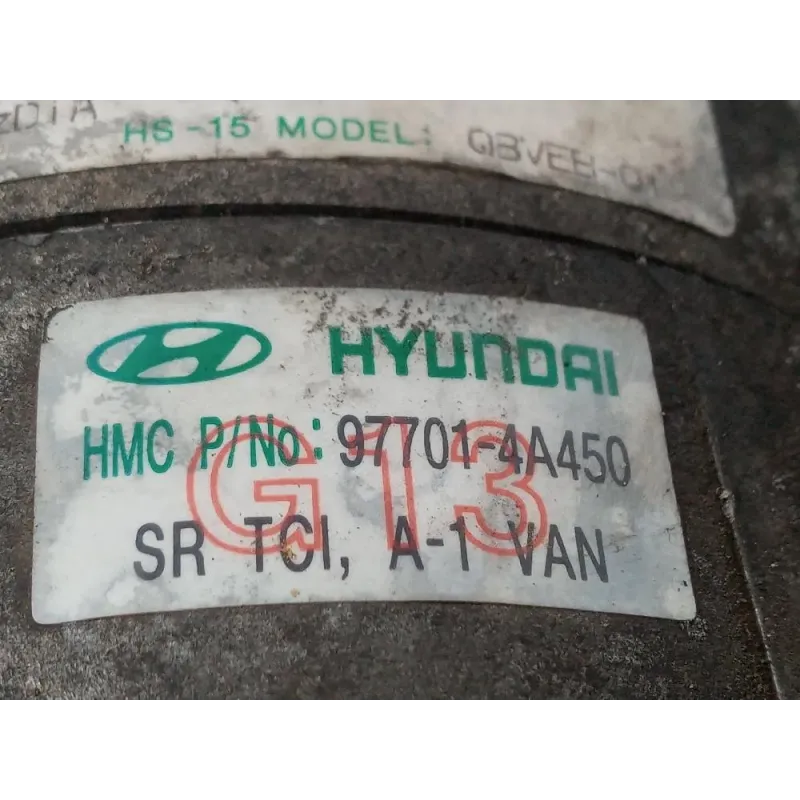 HS-15 MODEL: QBVEB-01
HYUNDAI
HMC P/No: 97701-4A450
G13
SR TCI, A-1 VAN